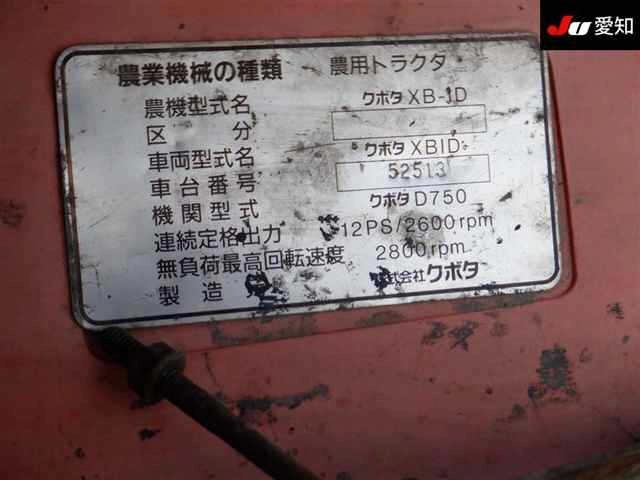 JU 愛知
農業機械の種類 農用トラクタ
農機型式名 クボタ XB-1D
区 分
車両型式名 クボタ XB1D
車台番号 52513
機関型式 クボタ D750
連続定格出力 12PS/2600rpm
無負荷最高回転速度 2800rpm
製造 株式会社クボタ